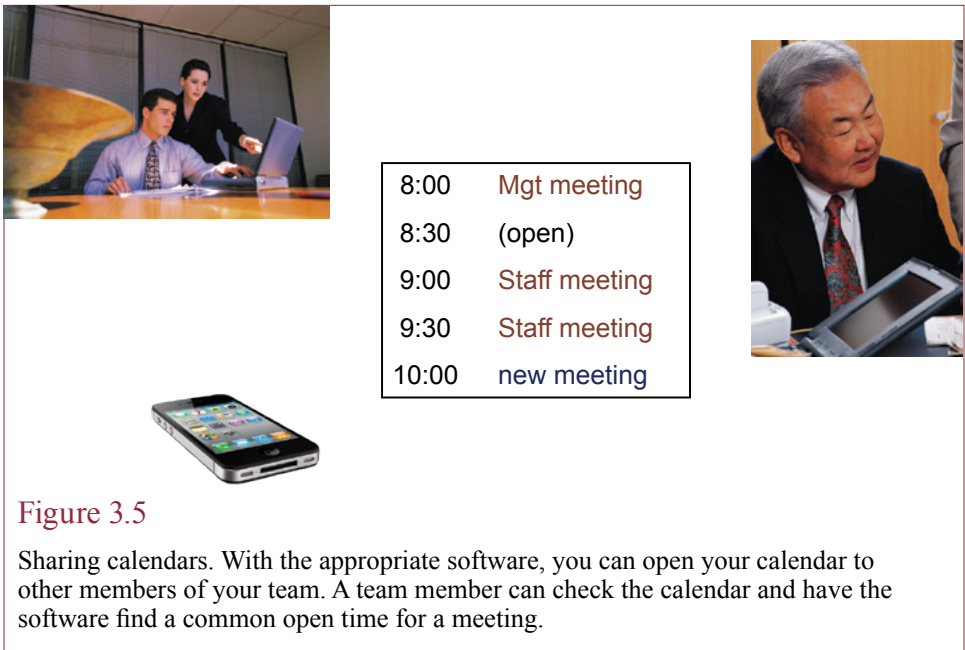 8:00 Mgt meeting
8:30 (open)
9:00 Staff meeting
9:30 Staff meeting
10:00 new meeting
Figure 3.5
Sharing calendars. With the appropriate software, you can open your calendar to
other members of your team. A team member can check the calendar and have the
software find a common open time for a meeting.